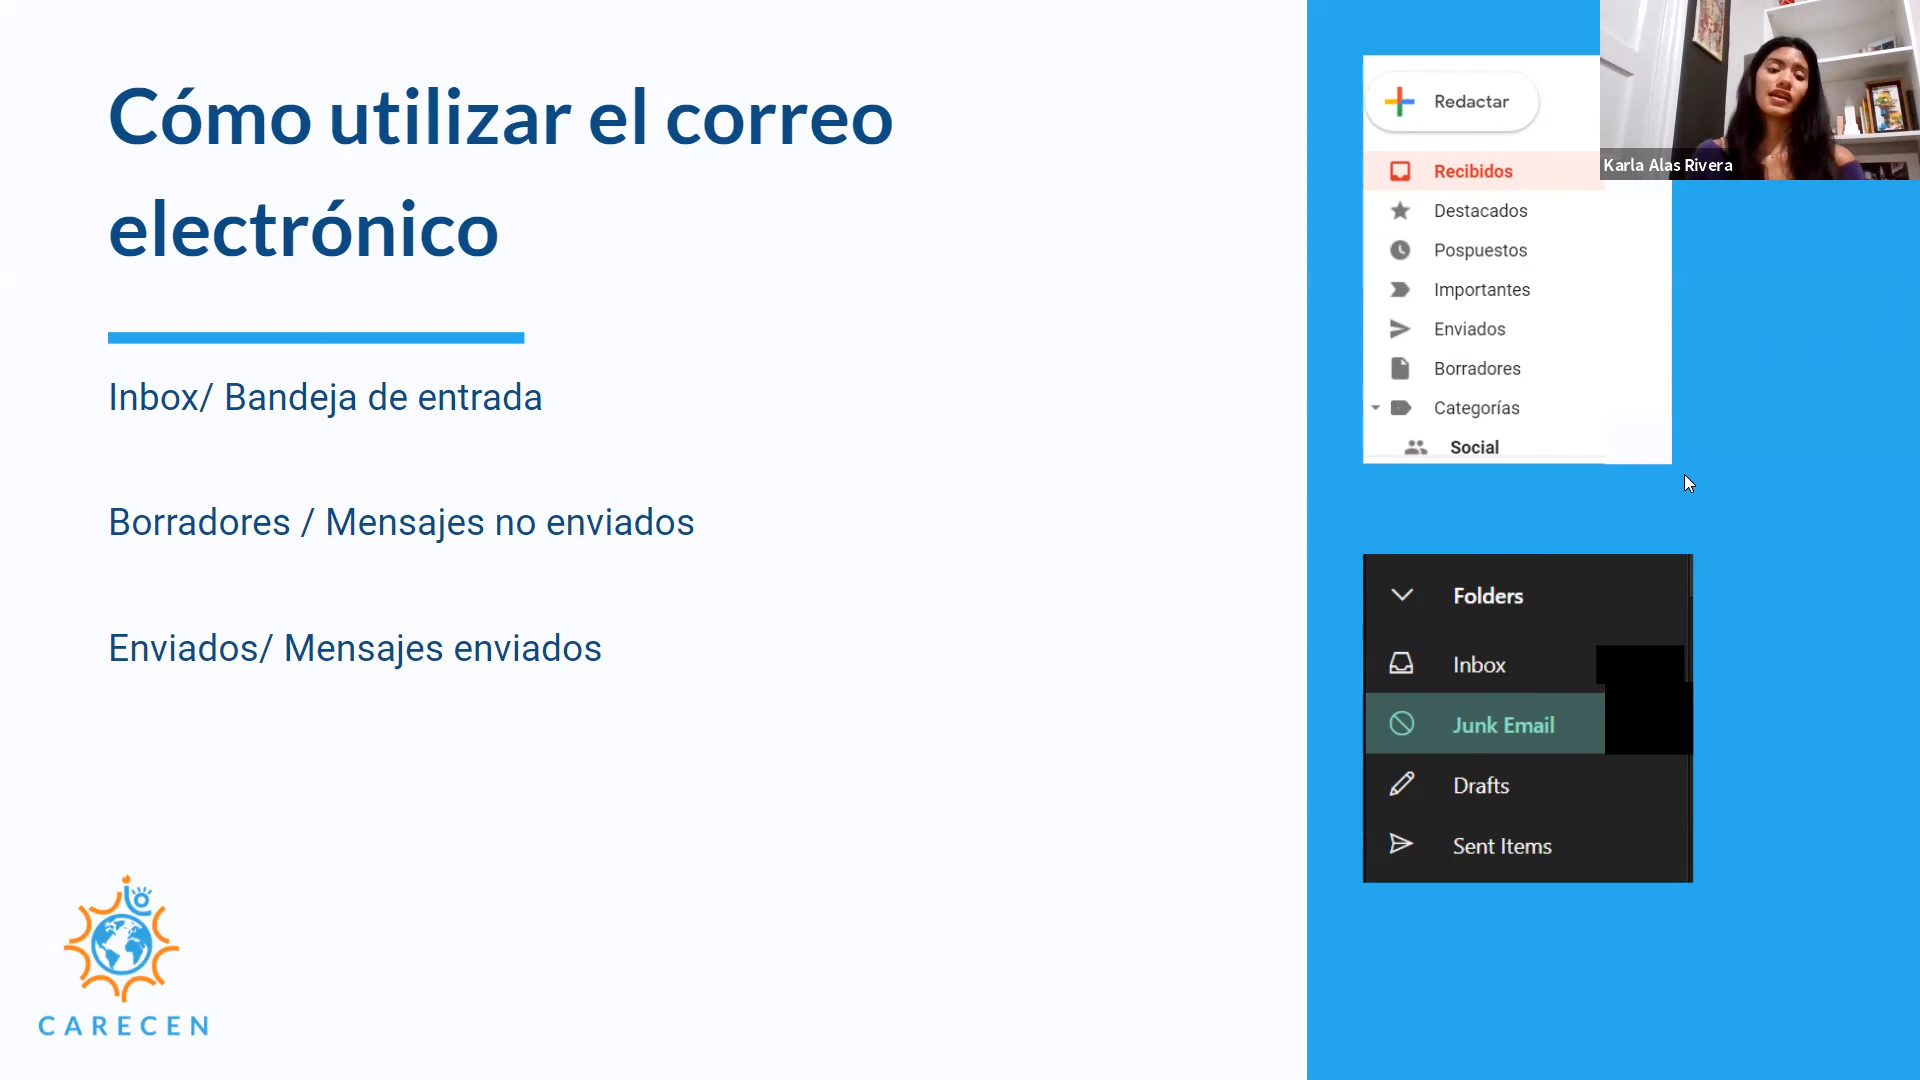 Cómo utilizar el correo
electrónico
Inbox/ Bandeja de entrada
Borradores / Mensajes no enviados
Enviados/ Mensajes enviados
CARECEN
Redactar
Recibidos
Destacados
Pospuestos
Importantes
Enviados
Borradores
Categorías
Social
Karla Alas Rivera
Folders
Inbox
Junk Email
Drafts
Sent Items